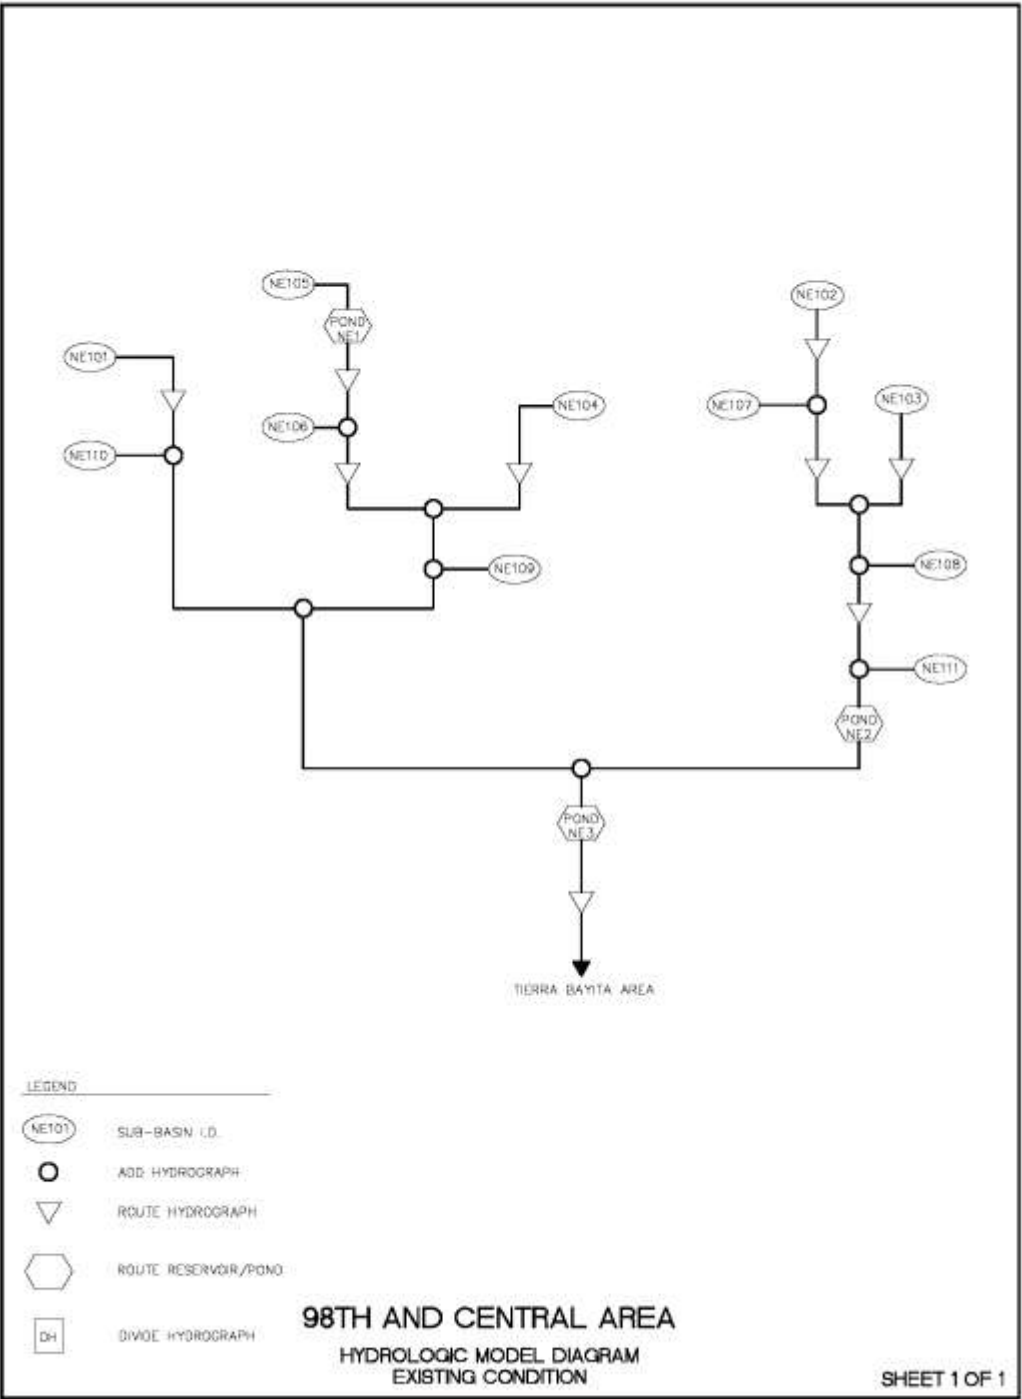 NE105
NE102
POND
NE1
NE101
NE104
NE107
NE103
NE106
NE110
NE109
NE108
NE111
POND
NE2
POND
NE3
TIERRA BAYITA AREA
LEGEND
NE101 SUB-BASIN I.D.
ADD HYDROGRAPH
ROUTE HYDROGRAPH
ROUTE RESERVOIR/POND
DH DIVIDE HYDROGRAPH
98TH AND CENTRAL AREA
HYDROLOGIC MODEL DIAGRAM
EXISTING CONDITION
SHEET 1 OF 1